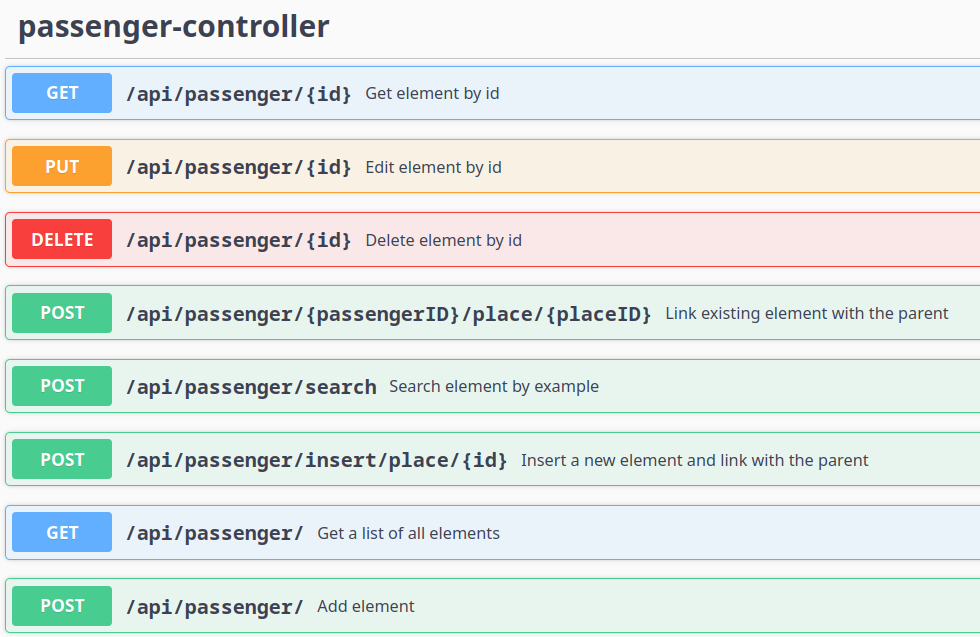 passenger-controller
GET /api/passenger/{id} Get element by id
PUT /api/passenger/{id} Edit element by id
DELETE /api/passenger/{id} Delete element by id
POST /api/passenger/{passengerID}/place/{placeID} Link existing element with the parent
POST /api/passenger/search Search element by example
POST /api/passenger/insert/place/{id} Insert a new element and link with the parent
GET /api/passenger/ Get a list of all elements
POST /api/passenger/ Add element